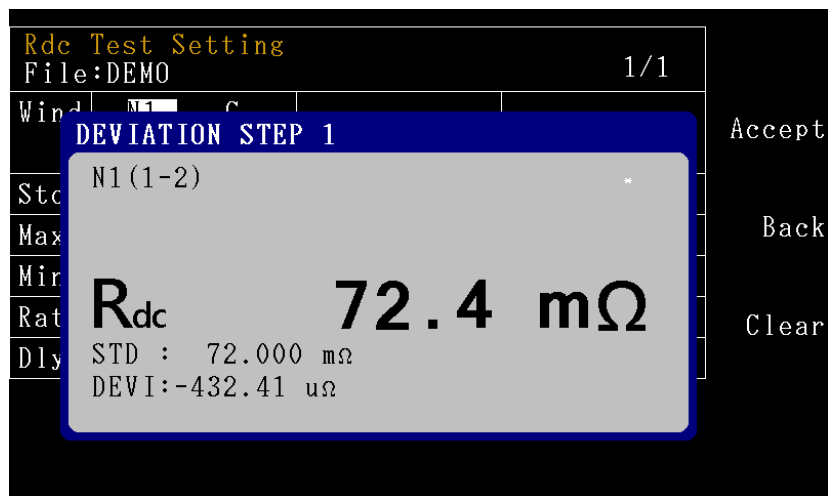 Rdc Test Setting
File:DEMO 1/1
Wind N1 C
DEVIATION STEP 1
Accept
N1(1-2) *
Back
Rdc 72.4 mΩ
Clear
STD : 72.000 mΩ
DEVI:-432.41 uΩ